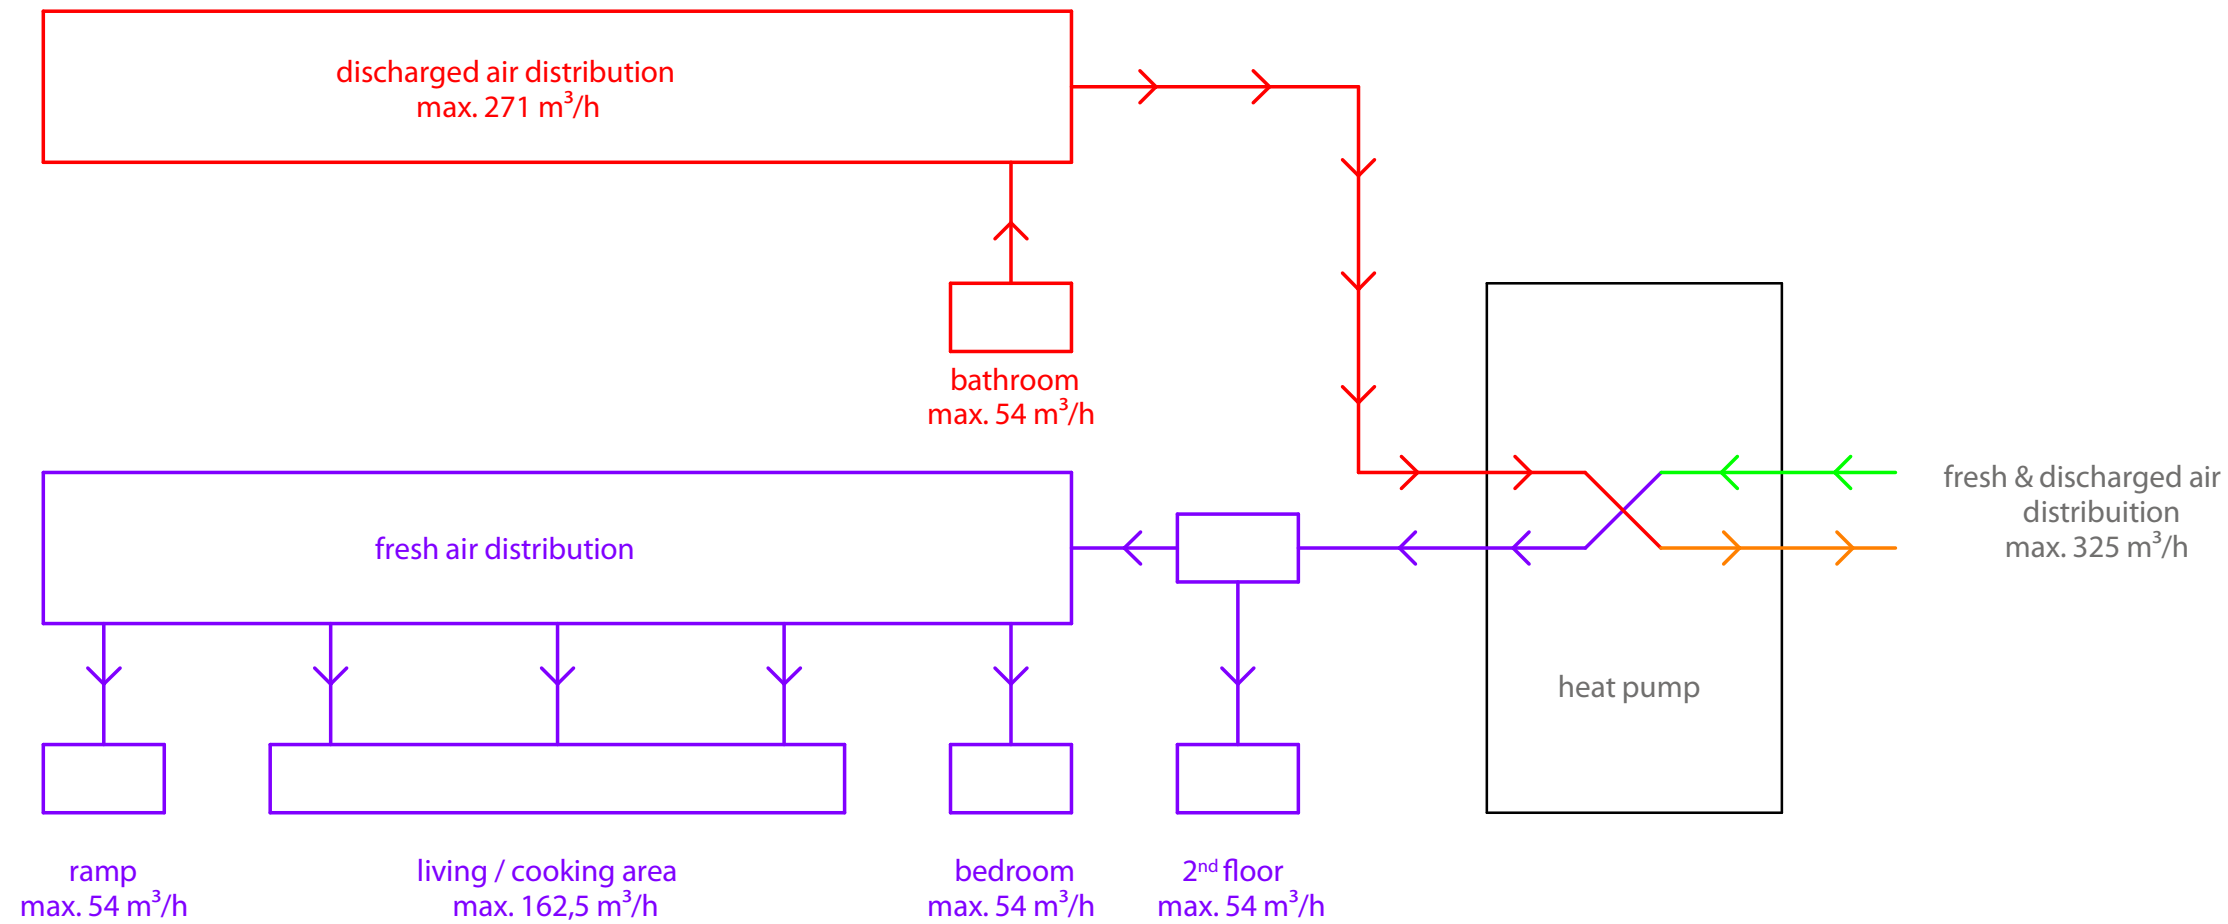 discharged air distribution
max. 271 m³/h
bathroom
max. 54 m³/h
fresh & discharged air
distribuition
max. 325 m³/h
fresh air distribution
heat pump
ramp
max. 54 m³/h
living / cooking area
max. 162,5 m³/h
bedroom
max. 54 m³/h
2ⁿᵈ floor
max. 54 m³/h